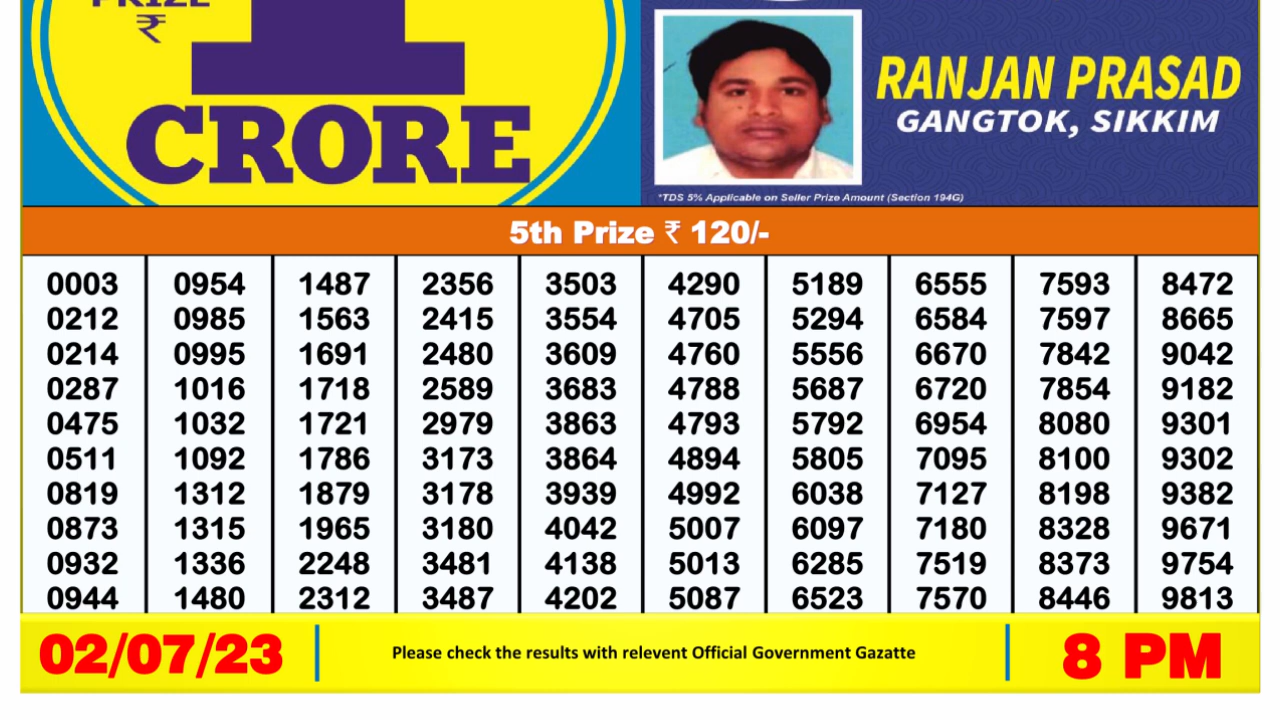 PRIZE
₹
1
CRORE
RANJAN PRASAD
GANGTOK, SIKKIM
*TDS 5% Applicable on Seller Prize Amount (Section 194G)
5th Prize ₹ 120/-
0003 0954 1487 2356 3503 4290 5189 6555 7593 8472
0212 0985 1563 2415 3554 4705 5294 6584 7597 8665
0214 0995 1691 2480 3609 4760 5556 6670 7842 9042
0287 1016 1718 2589 3683 4788 5687 6720 7854 9182
0475 1032 1721 2979 3863 4793 5792 6954 8080 9301
0511 1092 1786 3173 3864 4894 5805 7095 8100 9302
0819 1312 1879 3178 3939 4992 6038 7127 8198 9382
0873 1315 1965 3180 4042 5007 6097 7180 8328 9671
0932 1336 2248 3481 4138 5013 6285 7519 8373 9754
0944 1480 2312 3487 4202 5087 6523 7570 8446 9813
02/07/23
Please check the results with relevent Official Government Gazatte
8 PM